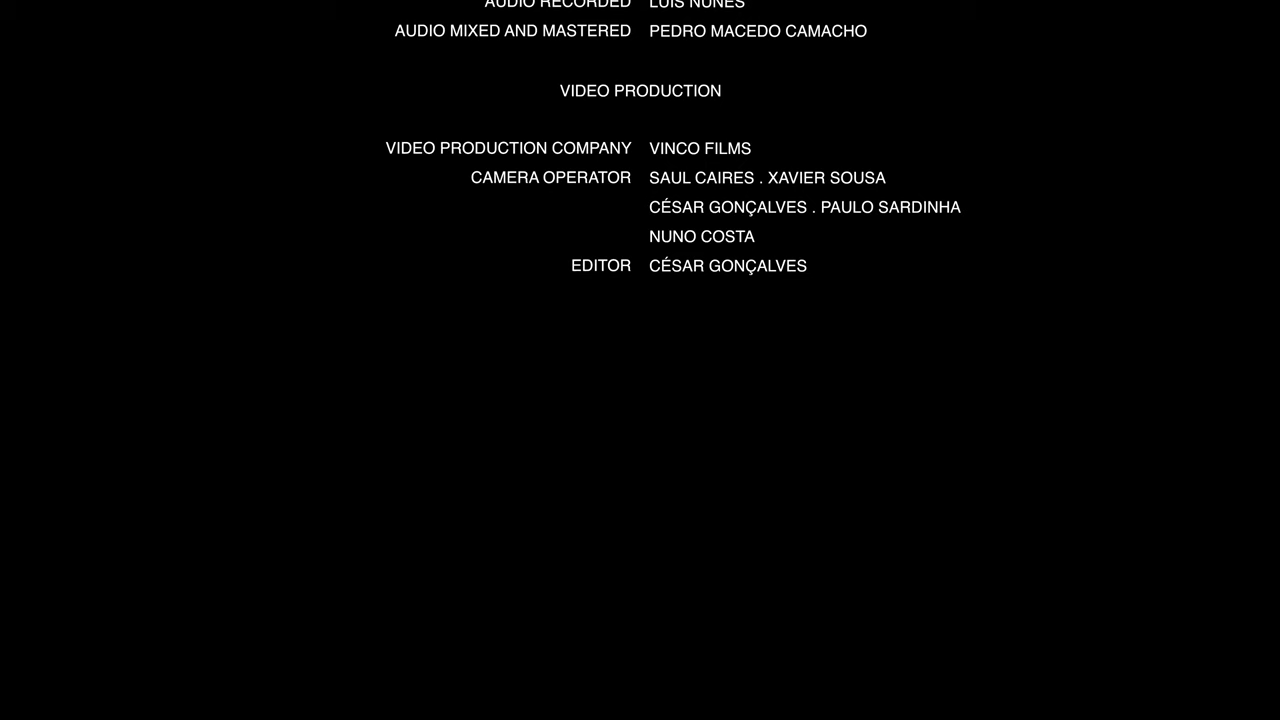 AUDIO RECORDED LUÍS NUNES
AUDIO MIXED AND MASTERED PEDRO MACEDO CAMACHO
VIDEO PRODUCTION
VIDEO PRODUCTION COMPANY VINCO FILMS
CAMERA OPERATOR SAUL CAIRES . XAVIER SOUSA
CÉSAR GONÇALVES . PAULO SARDINHA
NUNO COSTA
EDITOR CÉSAR GONÇALVES